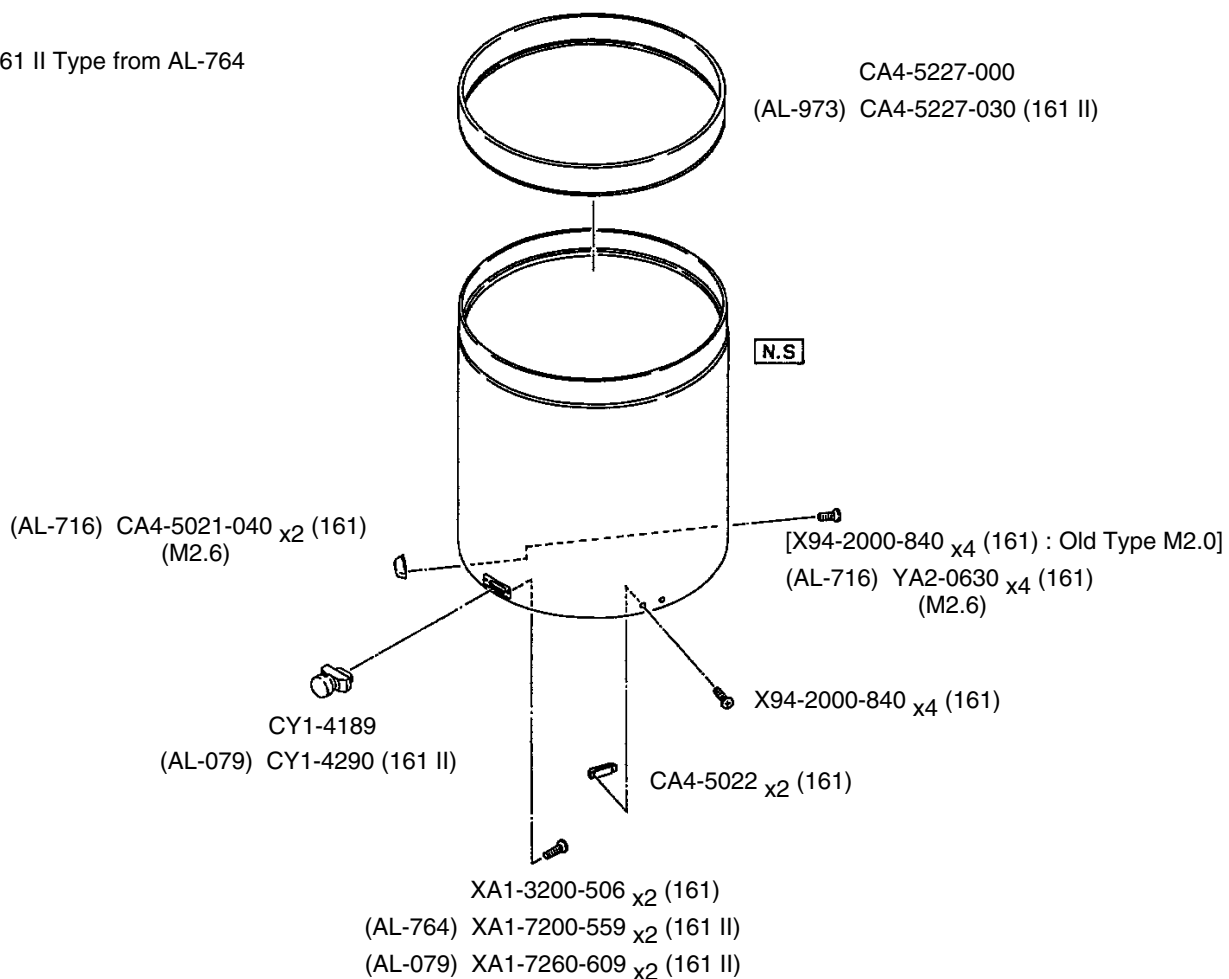 61 II Type from AL-764
CA4-5227-000
(AL-973) CA4-5227-030 (161 II)
N.S
(AL-716) CA4-5021-040 x2 (161)
(M2.6)
[X94-2000-840 x4 (161) : Old Type M2.0]
(AL-716) YA2-0630 x4 (161)
(M2.6)
X94-2000-840 x4 (161)
CY1-4189
(AL-079) CY1-4290 (161 II)
CA4-5022 x2 (161)
XA1-3200-506 x2 (161)
(AL-764) XA1-7200-559 x2 (161 II)
(AL-079) XA1-7260-609 x2 (161 II)